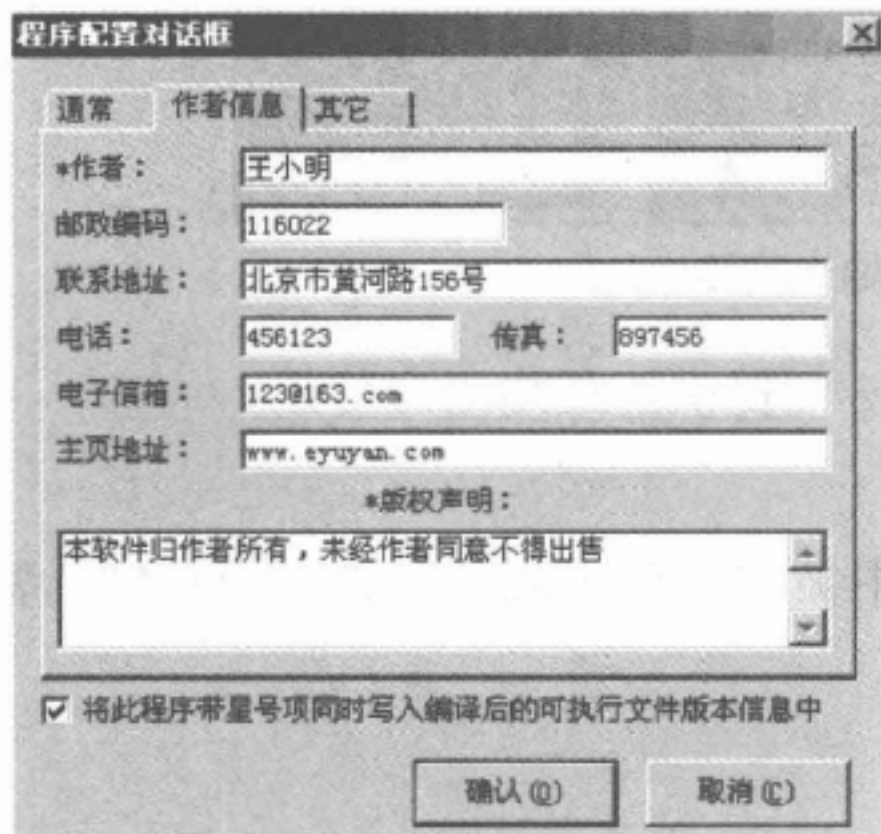 程序配置对话框
通常 作者信息 其它
*作者： 王小明
邮政编码： 116022
联系地址： 北京市黄河路156号
电话： 456123 传真： 897456
电子信箱： 123@163.com
主页地址： www.eyuyan.com
*版权声明：
本软件归作者所有，未经作者同意不得出售
将此程序带星号项同时写入编译后的可执行文件版本信息中
确认(O) 取消(C)